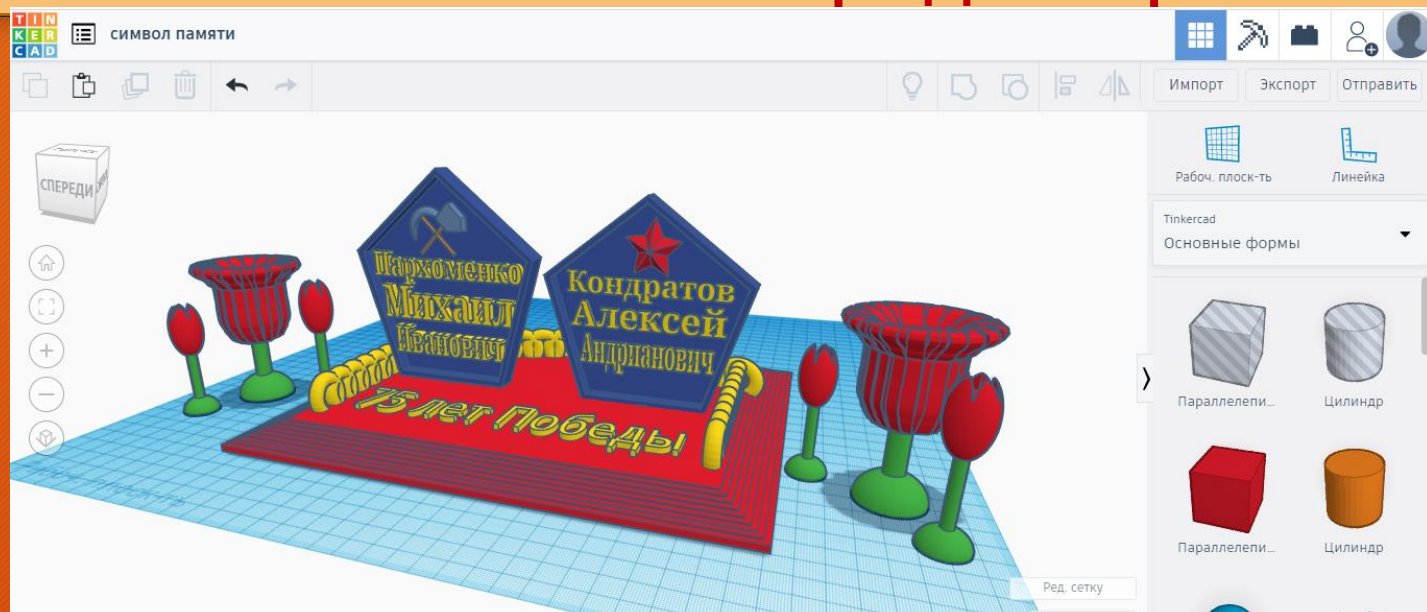 TIN
KER
CAD
символ памяти
Импорт
Экспорт
Отправить
СПЕРЕДИ
Рабоч. плоск-ть
Линейка
Tinkercad
Основные формы
Пархоменко
Михаил
Иванович
Кондратов
Алексей
Андрианович
75 лет Победы
Параллелепи...
Цилиндр
Параллелепи...
Цилиндр
Ред. сетку